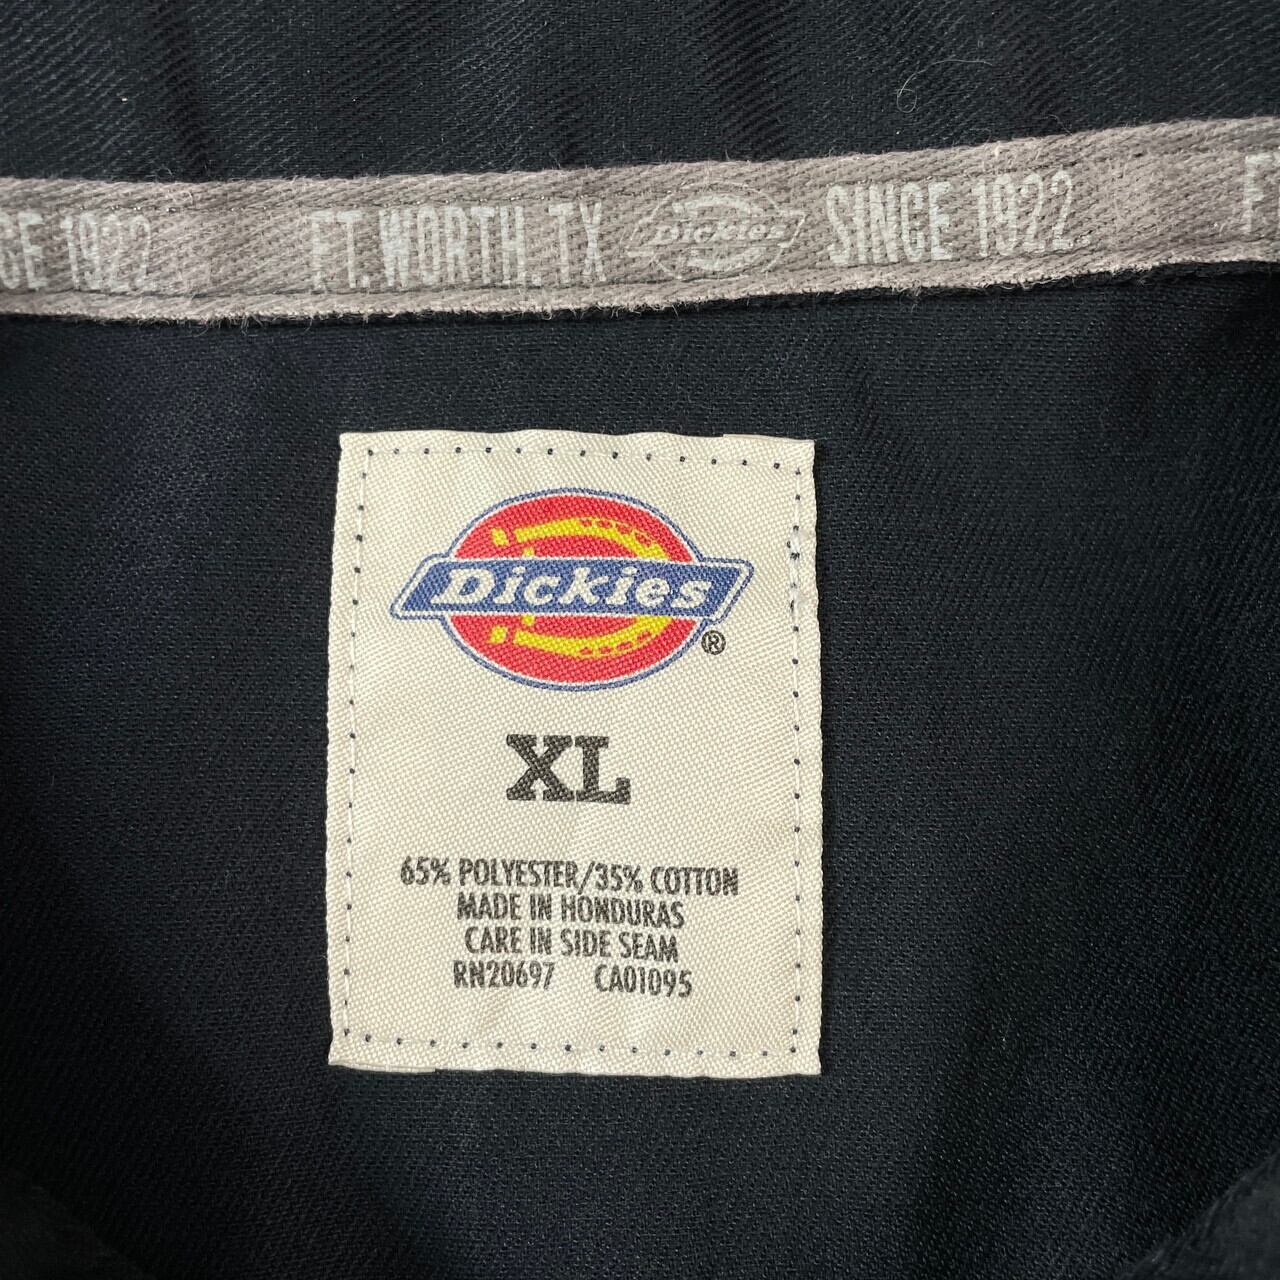 CE 1922 FT. WORTH, TX Dickies SINCE 1922. F
Dickies®
XL
65% POLYESTER/35% COTTON
MADE IN HONDURAS
CARE IN SIDE SEAM
RN20697 CA01095